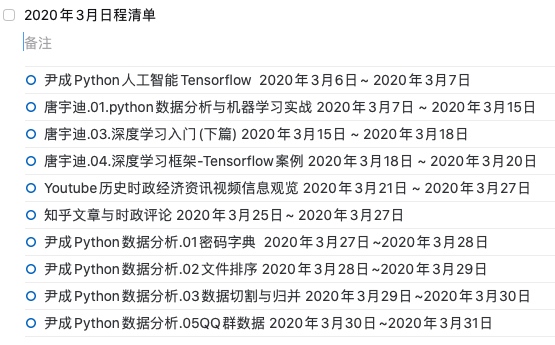 2020年3月日程清单
备注
尹成Python人工智能Tensorflow 2020年3月6日~ 2020年3月7日
唐宇迪.01.python数据分析与机器学习实战 2020年3月7日 ~ 2020年3月15日
唐宇迪.03.深度学习入门(下篇) 2020年3月15日 ~ 2020年3月18日
唐宇迪.04.深度学习框架-Tensorflow案例 2020年3月18日 ~ 2020年3月20日
Youtube历史时政经济资讯视频信息观览 2020年3月21日 ~ 2020年3月27日
知乎文章与时政评论 2020年3月25日~ 2020年3月27日
尹成Python数据分析.01密码字典 2020年3月27日~2020年3月28日
尹成Python数据分析.02文件排序 2020年3月28日~2020年3月29日
尹成Python数据分析.03数据切割与归并 2020年3月29日~2020年3月30日
尹成Python数据分析.05QQ群数据 2020年3月30日~2020年3月31日